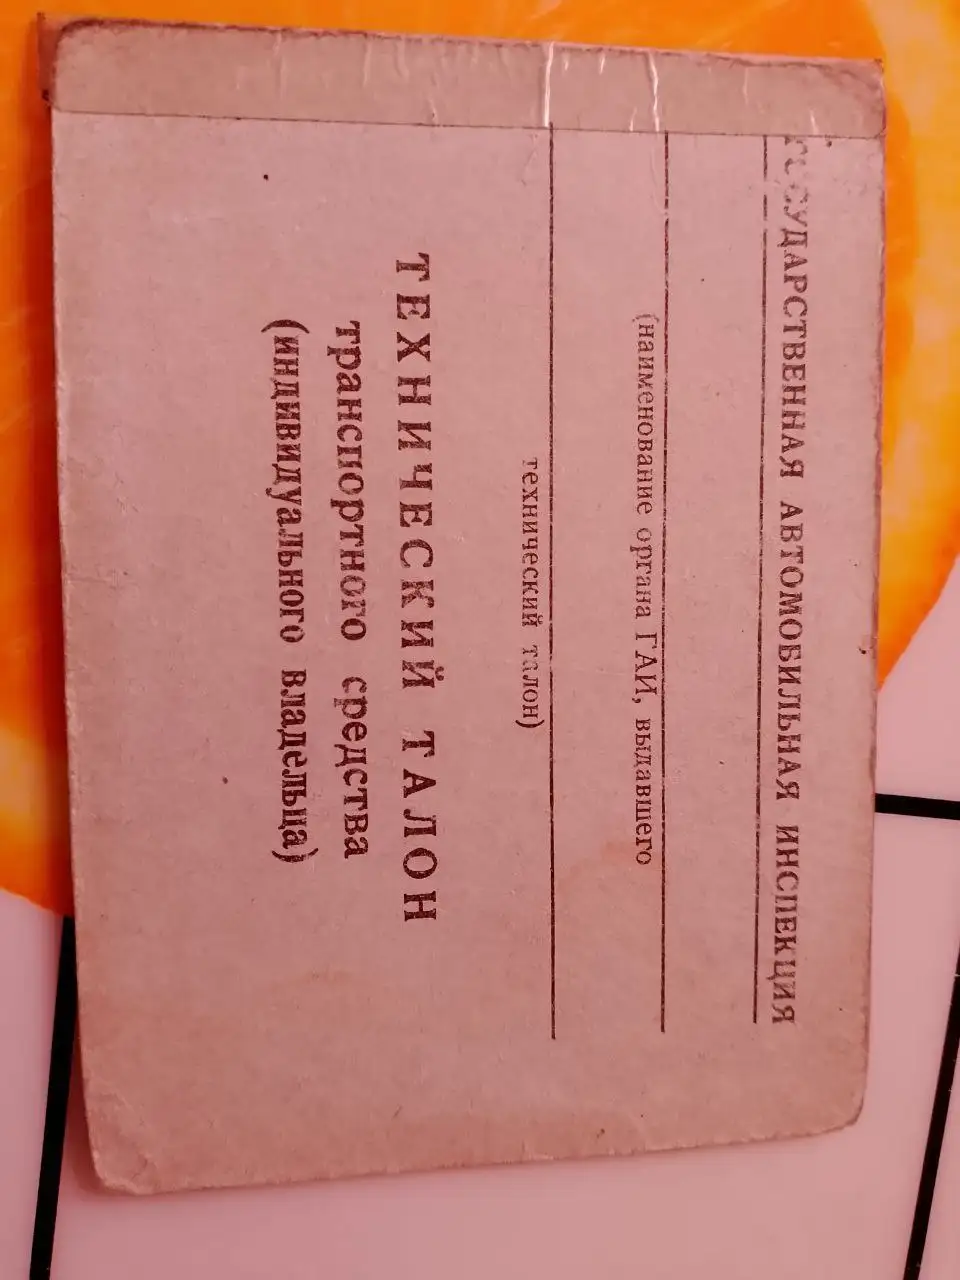 ГОСУДАРСТВЕННАЯ АВТОМОБИЛЬНАЯ ИНСПЕКЦИЯ
(наименование органа ГАИ, выдавшего
технический талон)
ТЕХНИЧЕСКИЙ ТАЛОН
транспортного средства
(индивидуального владельца)